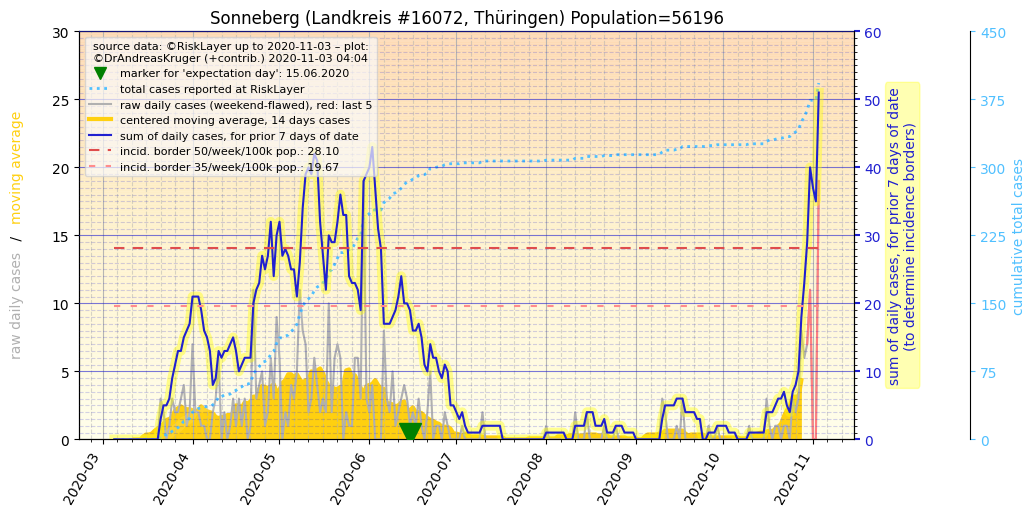 Sonneberg (Landkreis #16072, Thüringen) Population=56196
source data: ©RiskLayer up to 2020-11-03 – plot:
©DrAndreasKruger (+contrib.) 2020-11-03 04:04
marker for 'expectation day': 15.06.2020
total cases reported at RiskLayer
raw daily cases (weekend-flawed), red: last 5
centered moving average, 14 days cases
sum of daily cases, for prior 7 days of date
incid. border 50/week/100k pop.: 28.10
incid. border 35/week/100k pop.: 19.67
raw daily cases / moving average
30
25
20
15
10
5
0
60
50
40
30
20
10
0
sum of daily cases, for prior 7 days of date
(to determine incidence borders)
450
375
300
225
150
75
0
cumulative total cases
2020-03
2020-04
2020-05
2020-06
2020-07
2020-08
2020-09
2020-10
2020-11